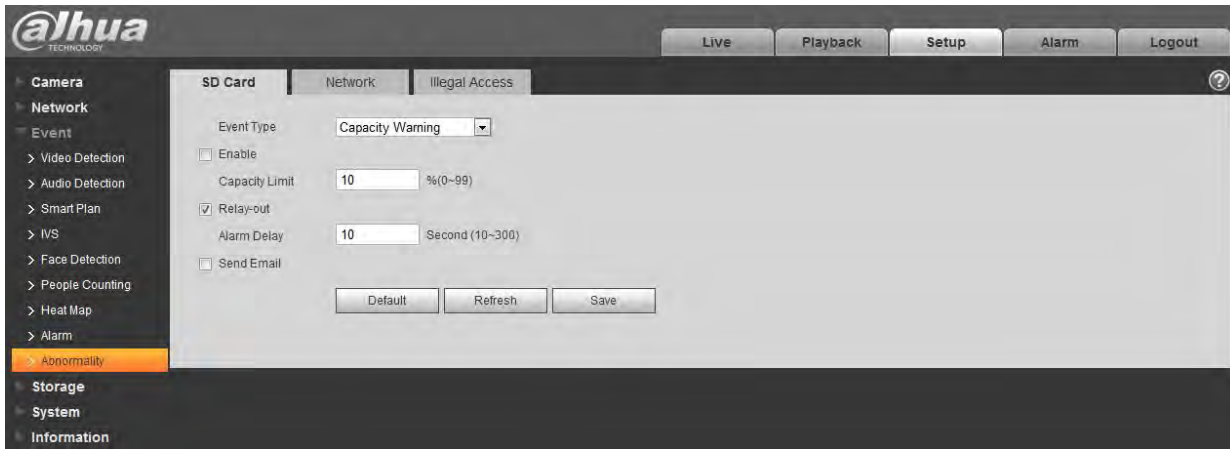 alhua
TECHNOLOGY
Live Playback Setup Alarm Logout
Camera
Network
Event
> Video Detection
> Audio Detection
> Smart Plan
> IVS
> Face Detection
> People Counting
> Heat Map
> Alarm
> Abnormality
Storage
System
Information
SD Card Network Illegal Access
?
Event Type Capacity Warning
Enable
Capacity Limit 10 %(0~99)
Relay-out
Alarm Delay 10 Second (10~300)
Send Email
Default Refresh Save